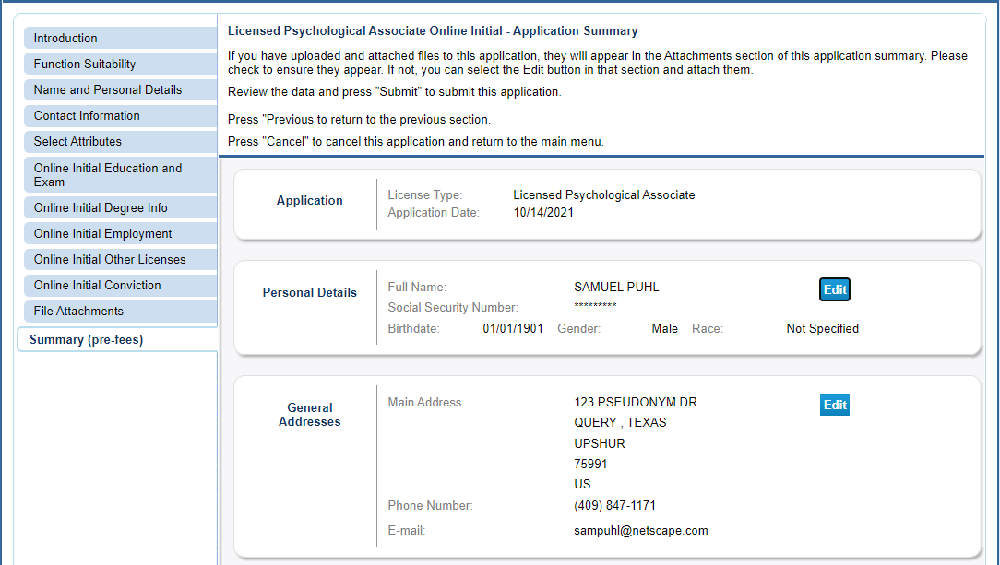 Introduction
Function Suitability
Name and Personal Details
Contact Information
Select Attributes
Online Initial Education and
Exam
Online Initial Degree Info
Online Initial Employment
Online Initial Other Licenses
Online Initial Conviction
File Attachments
Summary (pre-fees)
Licensed Psychological Associate Online Initial - Application Summary
If you have uploaded and attached files to this application, they will appear in the Attachments section of this application summary. Please
check to ensure they appear. If not, you can select the Edit button in that section and attach them.
Review the data and press "Submit" to submit this application.
Press "Previous to return to the previous section.
Press "Cancel" to cancel this application and return to the main menu.
Application
License Type: Licensed Psychological Associate
Application Date: 10/14/2021
Personal Details
Full Name: SAMUEL PUHL Edit
Social Security Number: *********
Birthdate: 01/01/1901 Gender: Male Race: Not Specified
General
Addresses
Main Address 123 PSEUDONYM DR Edit
QUERY , TEXAS
UPSHUR
75991
US
Phone Number: (409) 847-1171
E-mail: sampuhl@netscape.com